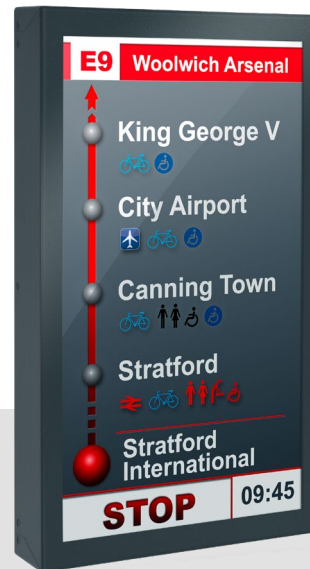 E9 Woolwich Arsenal
King George V
City Airport
Canning Town
Stratford
Stratford
International
STOP 09:45